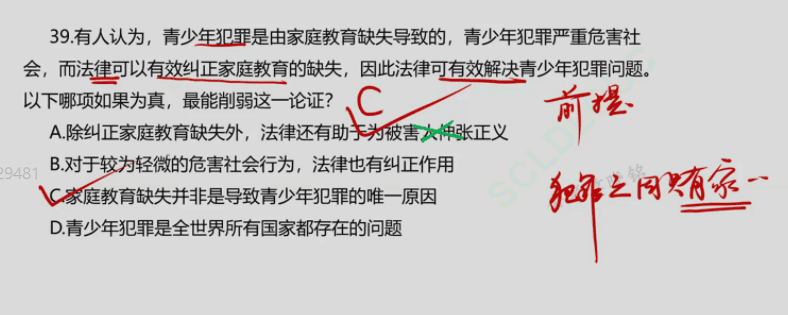 39.有人认为，青少年犯罪是由家庭教育缺失导致的，青少年犯罪严重危害社
会，而法律可以有效纠正家庭教育的缺失，因此法律可有效解决青少年犯罪问题。
以下哪项如果为真，最能削弱这一论证？
C
前提
A.除纠正家庭教育缺失外，法律还有助于为被害人伸张正义
B.对于较为轻微的危害社会行为，法律也有纠正作用
29481
C.家庭教育缺失并非是导致青少年犯罪的唯一原因
犯罪之因只有家
D.青少年犯罪是全世界所有国家都存在的问题